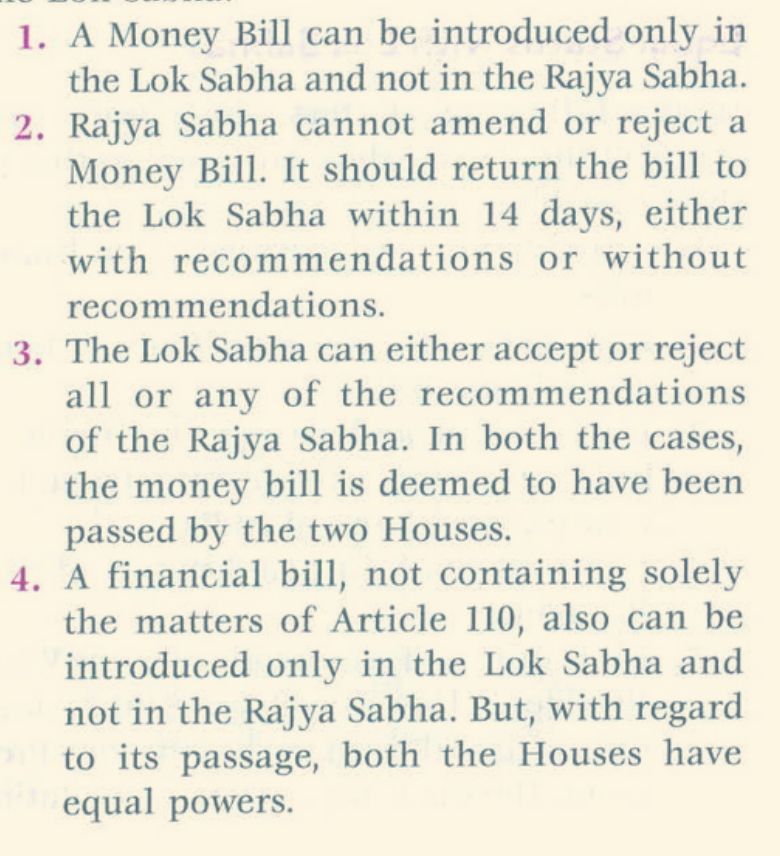 1. A Money Bill can be introduced only in
the Lok Sabha and not in the Rajya Sabha.
2. Rajya Sabha cannot amend or reject a
Money Bill. It should return the bill to
the Lok Sabha within 14 days, either
with recommendations or without
recommendations.
3. The Lok Sabha can either accept or reject
all or any of the recommendations
of the Rajya Sabha. In both the cases,
the money bill is deemed to have been
passed by the two Houses.
4. A financial bill, not containing solely
the matters of Article 110, also can be
introduced only in the Lok Sabha and
not in the Rajya Sabha. But, with regard
to its passage, both the Houses have
equal powers.